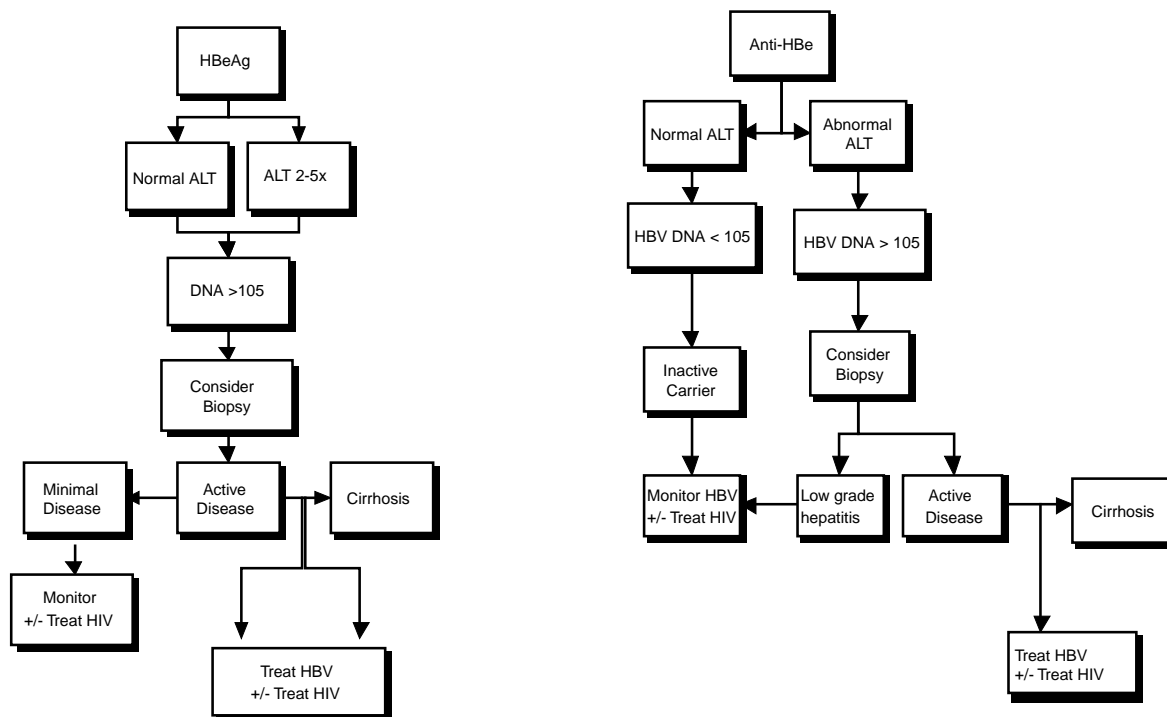 HBeAg
Normal ALT
ALT 2-5x
DNA >105
Consider
Biopsy
Minimal
Disease
Active
Disease
Cirrhosis
Monitor
+/- Treat HIV
Treat HBV
+/- Treat HIV
Anti-HBe
Normal ALT
Abnormal
ALT
HBV DNA < 105
HBV DNA > 105
Inactive
Carrier
Consider
Biopsy
Monitor HBV
+/- Treat HIV
Low grade
hepatitis
Active
Disease
Cirrhosis
Treat HBV
+/- Treat HIV